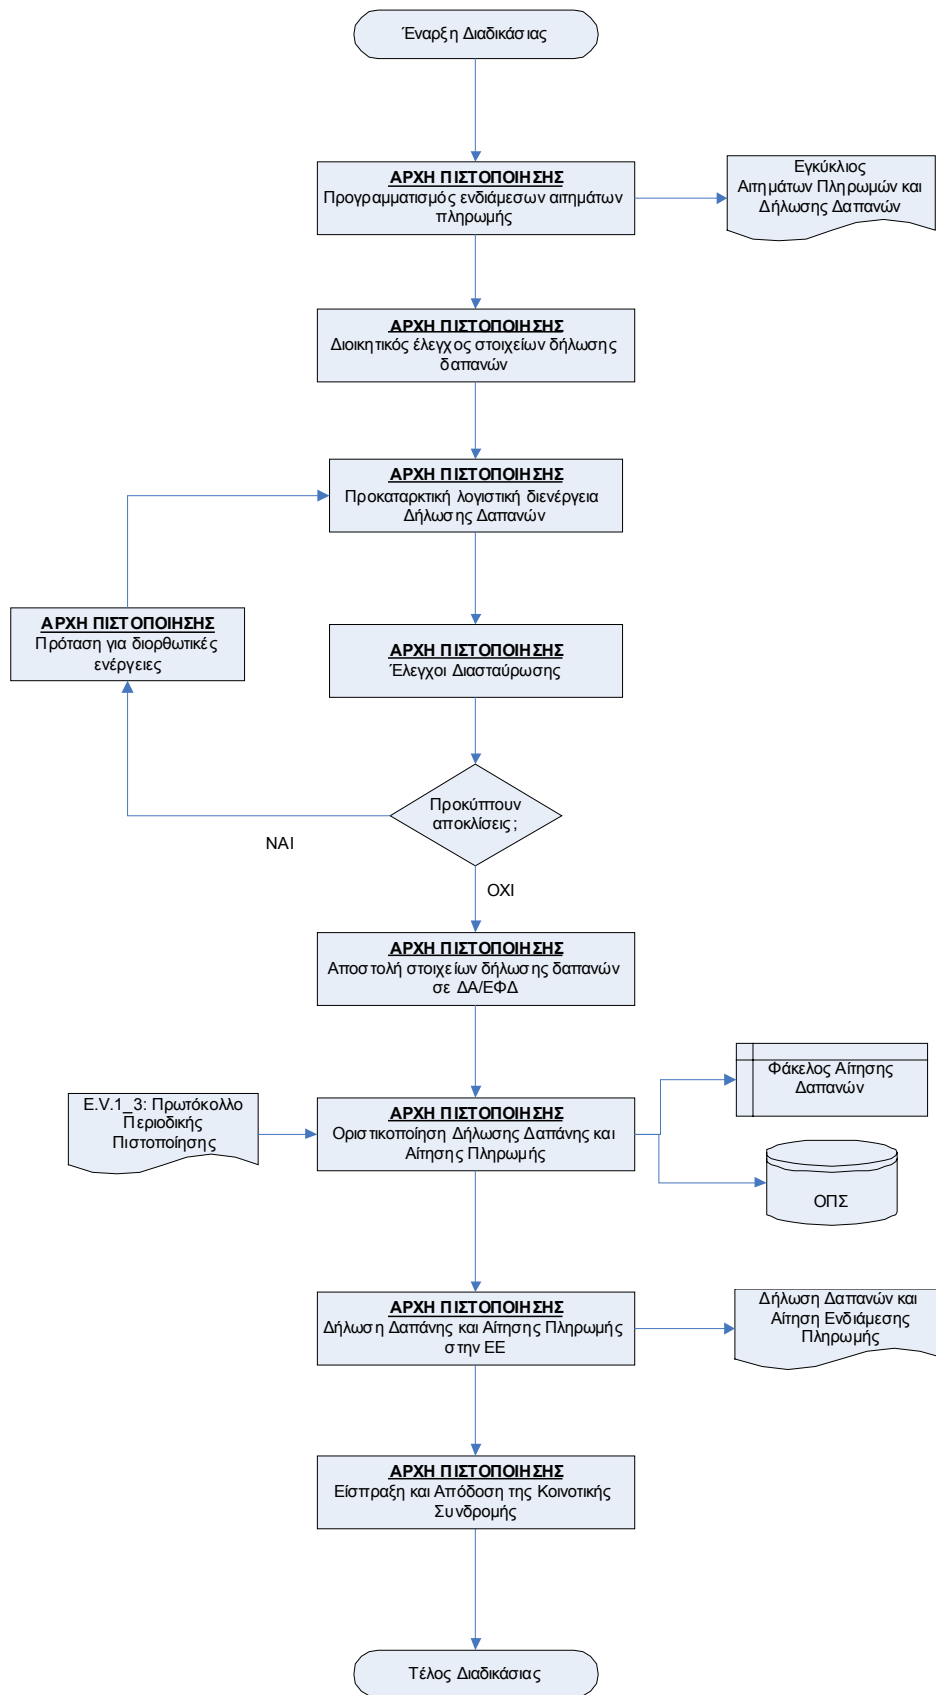 Έναρξη Διαδικάσιας
ΑΡΧΗ ΠΙΣΤΟΠΟΙΗΣΗΣ
Προγραμματισμός ενδιάμεσων αιτημάτων
πληρωμής
Εγκύκλιος
Αιτημάτων Πληρωμών και
Δήλωσης Δαπανών
ΑΡΧΗ ΠΙΣΤΟΠΟΙΗΣΗΣ
Διοικητικός έλεγχος στοιχείων δήλωσης
δαπανών
ΑΡΧΗ ΠΙΣΤΟΠΟΙΗΣΗΣ
Προκαταρκτική λογιστική διενέργεια
Δήλωσης Δαπανών
ΑΡΧΗ ΠΙΣΤΟΠΟΙΗΣΗΣ
Πρόταση για διορθωτικές
ενέργειες
ΑΡΧΗ ΠΙΣΤΟΠΟΙΗΣΗΣ
Έλεγχοι Διασταύρωσης
Προκύπτουν
αποκλίσεις;
ΝΑΙ
ΟΧΙ
ΑΡΧΗ ΠΙΣΤΟΠΟΙΗΣΗΣ
Αποστολή στοιχείων δήλωσης δαπανών
σε ΔΑ/ΕΦΔ
Ε.V.1_3: Πρωτόκολλο
Περιοδικής
Πιστοποίησης
ΑΡΧΗ ΠΙΣΤΟΠΟΙΗΣΗΣ
Οριστικοποίηση Δήλωσης Δαπάνης και
Αίτησης Πληρωμής
Φάκελος Αίτησης
Δαπανών
ΟΠΣ
ΑΡΧΗ ΠΙΣΤΟΠΟΙΗΣΗΣ
Δήλωση Δαπάνης και Αίτησης Πληρωμής
στην ΕΕ
Δήλωση Δαπανών και
Αίτηση Ενδιάμεσης
Πληρωμής
ΑΡΧΗ ΠΙΣΤΟΠΟΙΗΣΗΣ
Είσπραξη και Απόδοση της Κοινοτικής
Συνδρομής
Τέλος Διαδικάσιας